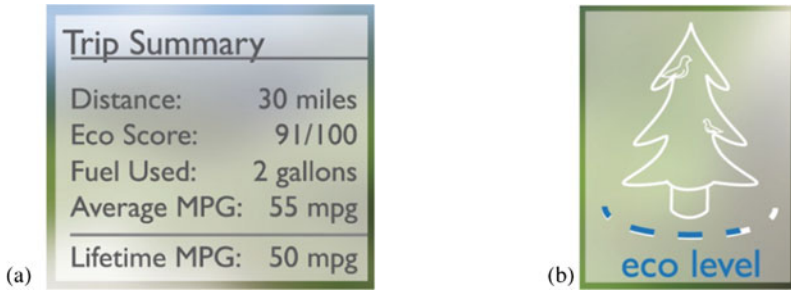 Trip Summary
Distance: 30 miles
Eco Score: 91/100
Fuel Used: 2 gallons
Average MPG: 55 mpg
Lifetime MPG: 50 mpg
(a)
eco level
(b)